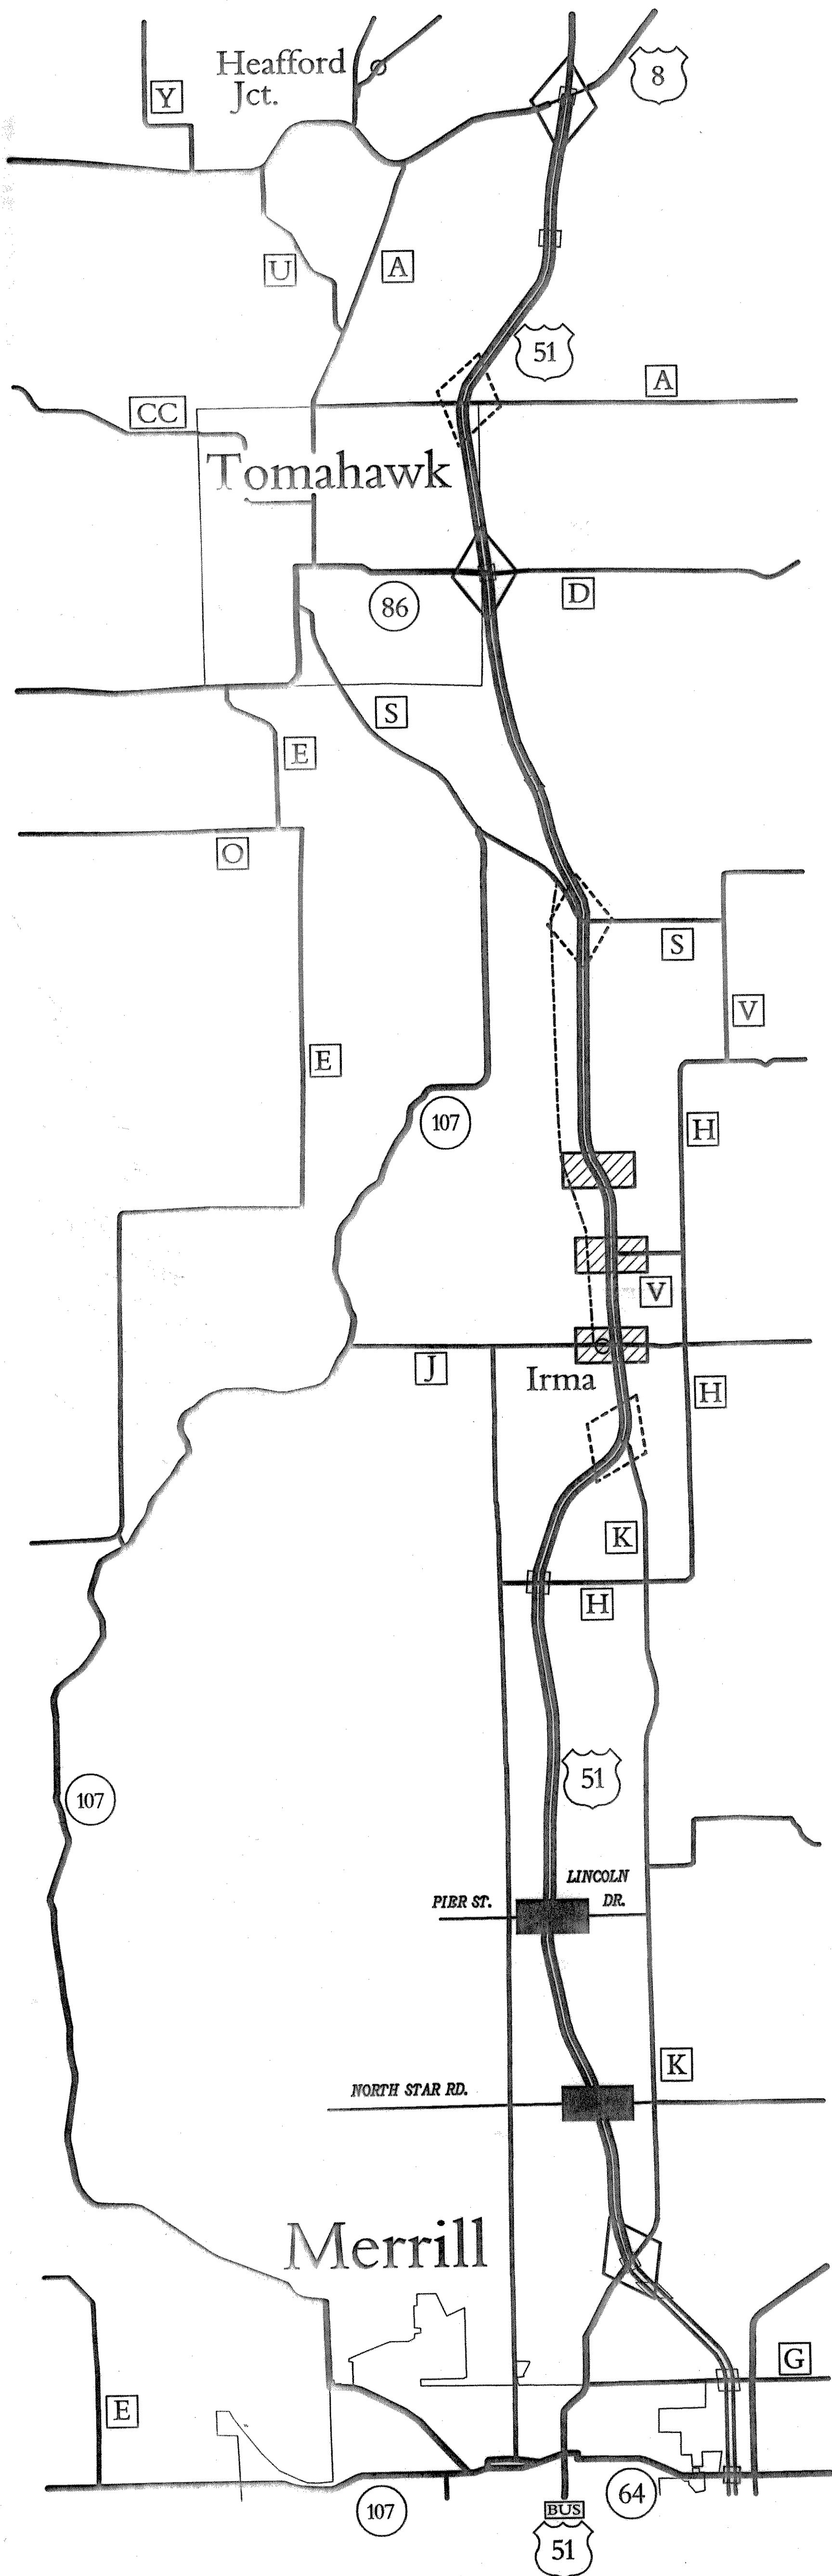 Heafford
Jct.
8
Y
U
A
51
A
CC
Tomahawk
86
D
S
E
O
S
V
E
107
H
V
J
Irma
H
K
H
51
107
LINCOLN
DR.
PIER ST.
K
NORTH STAR RD.
Merrill
G
E
64
107
BUS
51